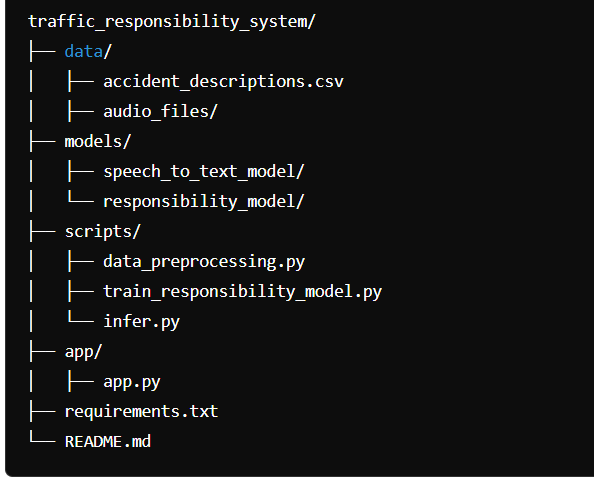 traffic_responsibility_system/
├── data/
│   ├── accident_descriptions.csv
│   ├── audio_files/
├── models/
│   ├── speech_to_text_model/
│   └── responsibility_model/
├── scripts/
│   ├── data_preprocessing.py
│   ├── train_responsibility_model.py
│   └── infer.py
├── app/
│   ├── app.py
├── requirements.txt
└── README.md